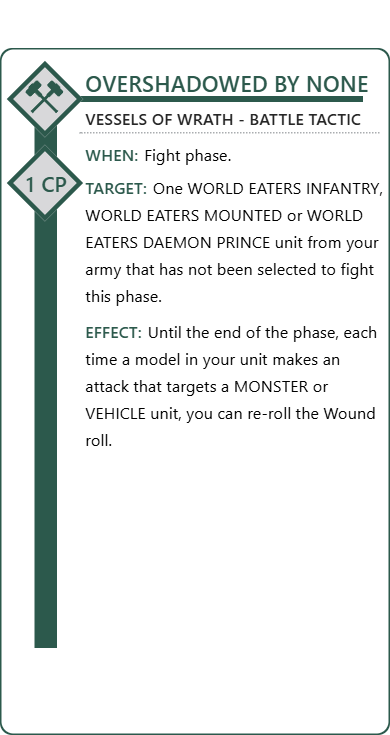 OVERSHADOWED BY NONE
VESSELS OF WRATH - BATTLE TACTIC
WHEN: Fight phase.
1 CP
TARGET: One WORLD EATERS INFANTRY,
WORLD EATERS MOUNTED or WORLD
EATERS DAEMON PRINCE unit from your
army that has not been selected to fight
this phase.
EFFECT: Until the end of the phase, each
time a model in your unit makes an
attack that targets a MONSTER or
VEHICLE unit, you can re-roll the Wound
roll.